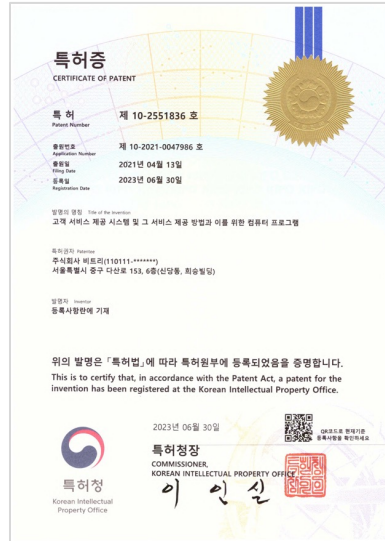 특허증
CERTIFICATE OF PATENT
특 허
Patent Number
제 10-2551836 호
출원번호
Application Number
제 10-2021-0047986 호
출원일
Filing Date
2021년 04월 13일
등록일
Registration Date
2023년 06월 30일
발명의 명칭 Title of the Invention
고객 서비스 제공 시스템 및 그 서비스 제공 방법과 이를 위한 컴퓨터 프로그램
특허권자 Patentee
주식회사 비트리(110111-*******)
서울특별시 중구 다산로 153, 6층(신당동, 희승빌딩)
발명자 Inventor
등록사항란에 기재
위의 발명은 「특허법」에 따라 특허원부에 등록되었음을 증명합니다.
This is to certify that, in accordance with the Patent Act, a patent for the
invention has been registered at the Korean Intellectual Property Office.
2023년 06월 30일
QR코드로 현재기준
등록사항을 확인하세요
특허청장
COMMISSIONER,
KOREAN INTELLECTUAL PROPERTY OFFICE
이 인 실
특허청
Korean Intellectual
Property Office